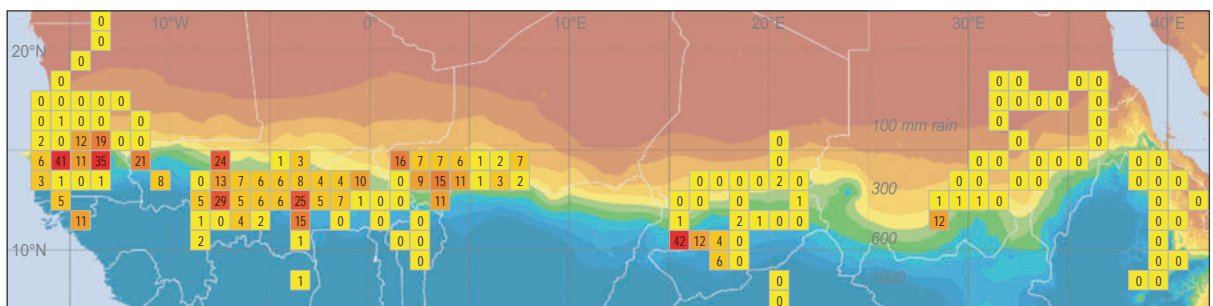 10°W 0° 10°E 20°E 30°E 40°E
0
20°N 0
0
0 0 0 0 0
0 0 0 0 0 0 0 0 0 0
0 1 0 0 0 100 mm rain 0 0
2 0 12 19 0 0 0 0 0
6 41 11 35 21 24 1 3 16 7 7 6 1 2 7 0 0 0 0 0 0 0 0
3 1 0 1 8 0 13 7 6 6 8 4 4 10 0 9 15 11 1 3 2 0 0 0 0 2 0 300 0 0 0 0 0 0 0
5 5 29 5 6 6 25 5 7 1 0 0 11 0 0 0 1 1 1 1 0 0 0 0
11 1 0 4 2 15 0 0 0 1 2 1 0 0 12 0 0
10°N 2 1 0 0 42 12 4 0 600 0
0 6 0 0 0
1 0 1000 0 0
0